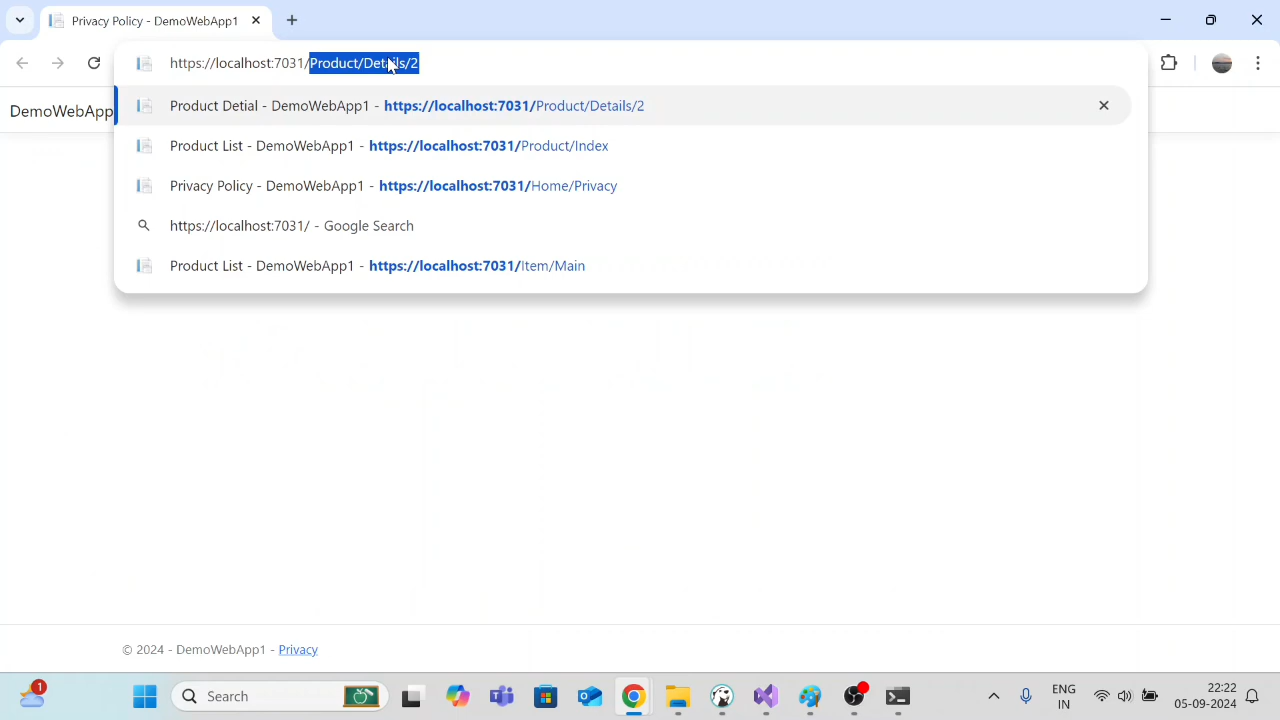 Privacy Policy - DemoWebApp1
https://localhost:7031/Product/Details/2
DemoWebApp
Product Detial - DemoWebApp1 - https://localhost:7031/Product/Details/2
Product List - DemoWebApp1 - https://localhost:7031/Product/Index
Privacy Policy - DemoWebApp1 - https://localhost:7031/Home/Privacy
https://localhost:7031/ - Google Search
Product List - DemoWebApp1 - https://localhost:7031/Item/Main
© 2024 - DemoWebApp1 - Privacy
1
Search
ENG
IN
22:22
05-09-2024